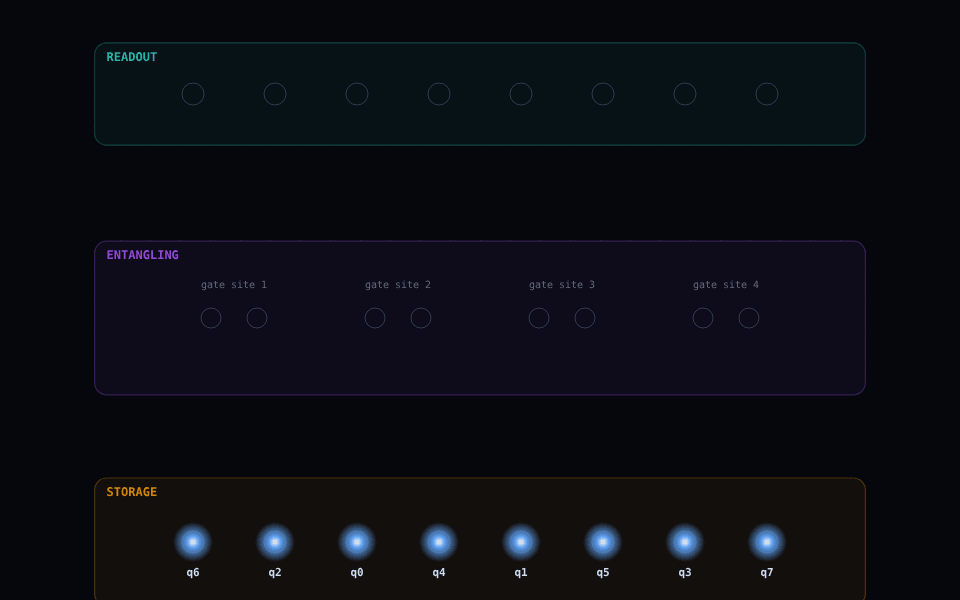 READOUT
ENTANGLING
gate site 1 gate site 2 gate site 3 gate site 4
STORAGE
q6 q2 q0 q4 q1 q5 q3 q7